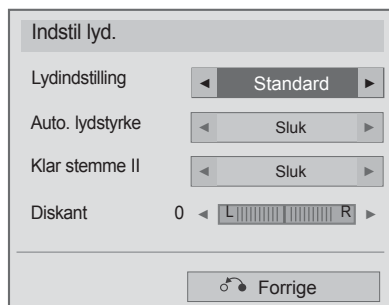 Indstil lyd.
Lydindstilling ◄ Standard ►
Auto. lydstyrke ◄ Sluk ►
Klar stemme II ◄ Sluk ►
Diskant 0 ◄ L R ►
Forrige